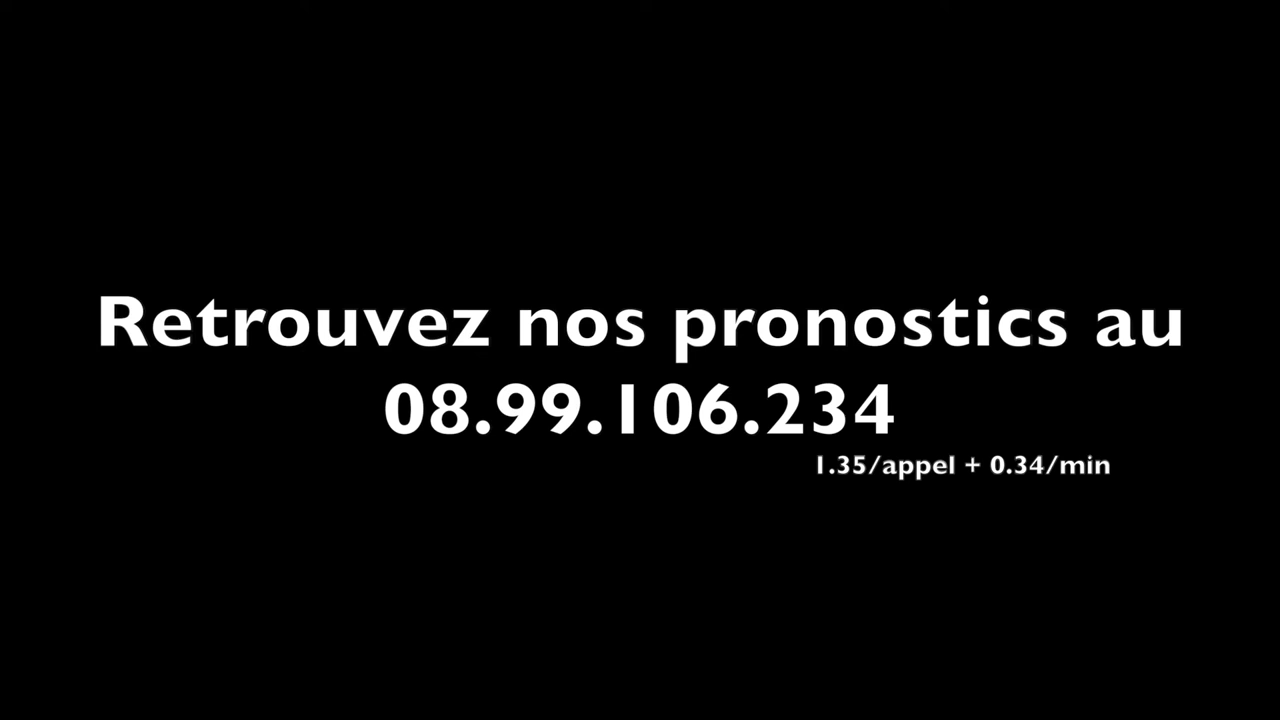 Retrouvez nos pronostics au
08.99.106.234
1.35/appel + 0.34/min